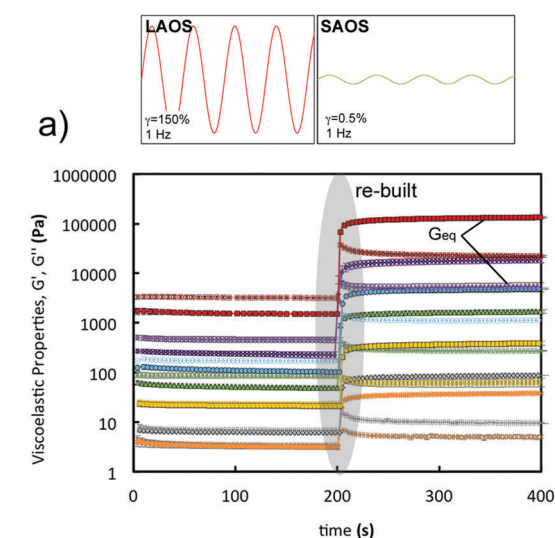 LAOS
SAOS
γ=150%
1 Hz
γ=0.5%
1 Hz
a)
re-built
Geq
Viscoelastic Properties, G', G'' (Pa)
1000000
100000
10000
1000
100
10
1
0
100
200
300
400
time (s)